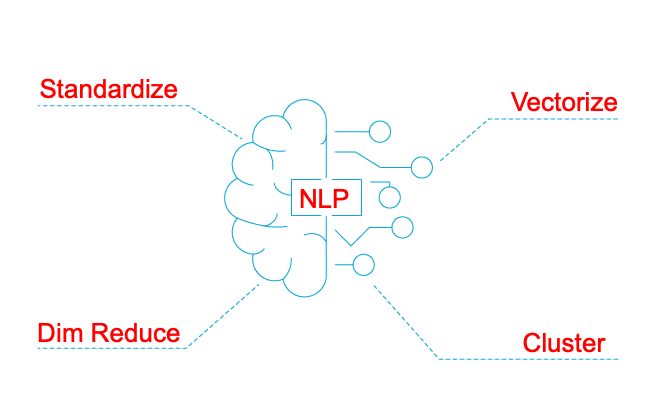 Standardize
Vectorize
NLP
Dim Reduce
Cluster